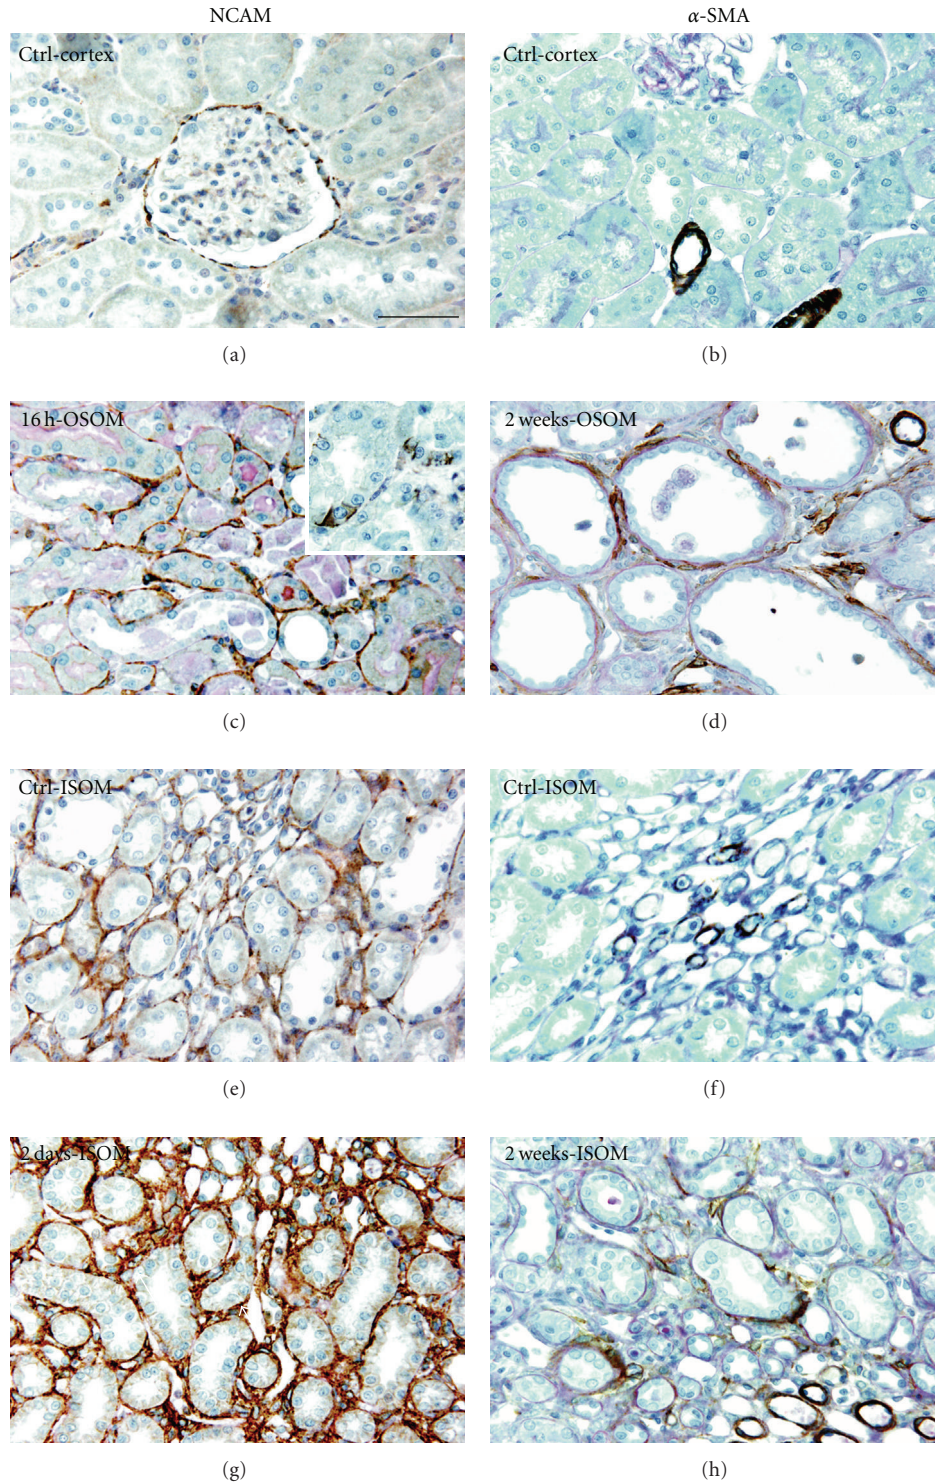 NCAM
α-SMA
Ctrl-cortex
Ctrl-cortex
(a)
(b)
16 h-OSOM
2 weeks-OSOM
(c)
(d)
Ctrl-ISOM
Ctrl-ISOM
(e)
(f)
2 days-ISOM
2 weeks-ISOM
(g)
(h)